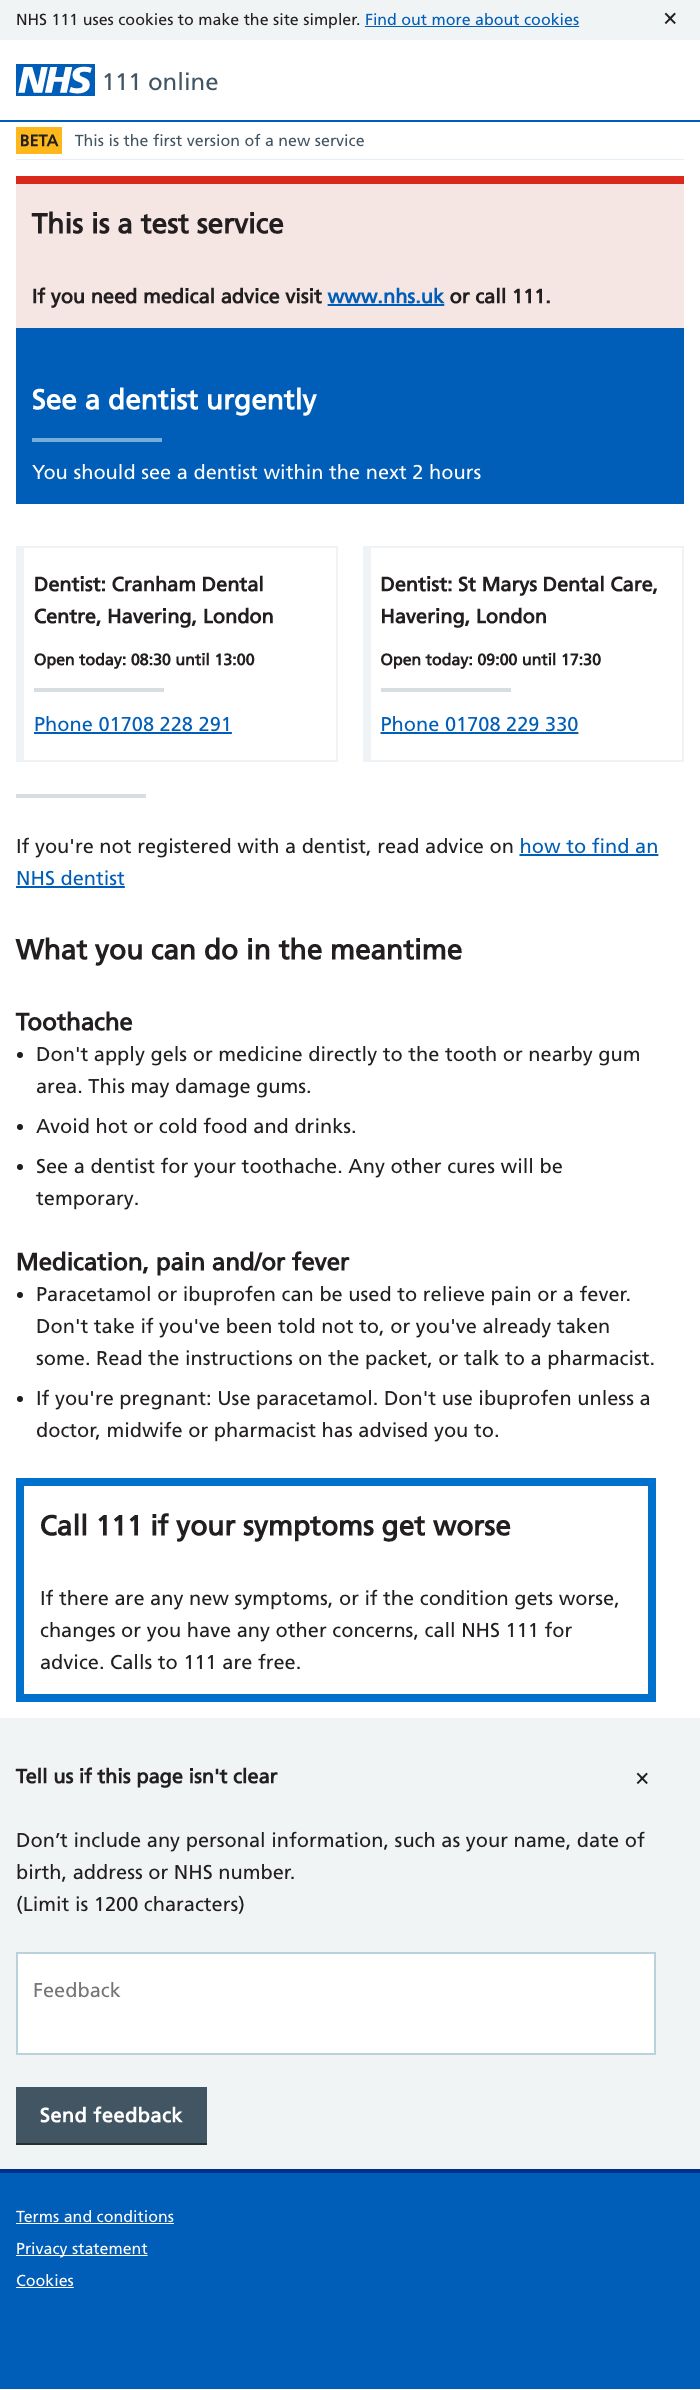 NHS 111 uses cookies to make the site simpler. Find out more about cookies ✕
NHS 111 online
BETA This is the first version of a new service
This is a test service
If you need medical advice visit www.nhs.uk or call 111.
See a dentist urgently
You should see a dentist within the next 2 hours
Dentist: Cranham Dental
Centre, Havering, London
Open today: 08:30 until 13:00
Phone 01708 228 291
Dentist: St Marys Dental Care,
Havering, London
Open today: 09:00 until 17:30
Phone 01708 229 330
If you're not registered with a dentist, read advice on how to find an
NHS dentist
What you can do in the meantime
Toothache
• Don't apply gels or medicine directly to the tooth or nearby gum
area. This may damage gums.
• Avoid hot or cold food and drinks.
• See a dentist for your toothache. Any other cures will be
temporary.
Medication, pain and/or fever
• Paracetamol or ibuprofen can be used to relieve pain or a fever.
Don't take if you've been told not to, or you've already taken
some. Read the instructions on the packet, or talk to a pharmacist.
• If you're pregnant: Use paracetamol. Don't use ibuprofen unless a
doctor, midwife or pharmacist has advised you to.
Call 111 if your symptoms get worse
If there are any new symptoms, or if the condition gets worse,
changes or you have any other concerns, call NHS 111 for
advice. Calls to 111 are free.
Tell us if this page isn't clear ✕
Don’t include any personal information, such as your name, date of
birth, address or NHS number.
(Limit is 1200 characters)
Feedback
Send feedback
Terms and conditions
Privacy statement
Cookies